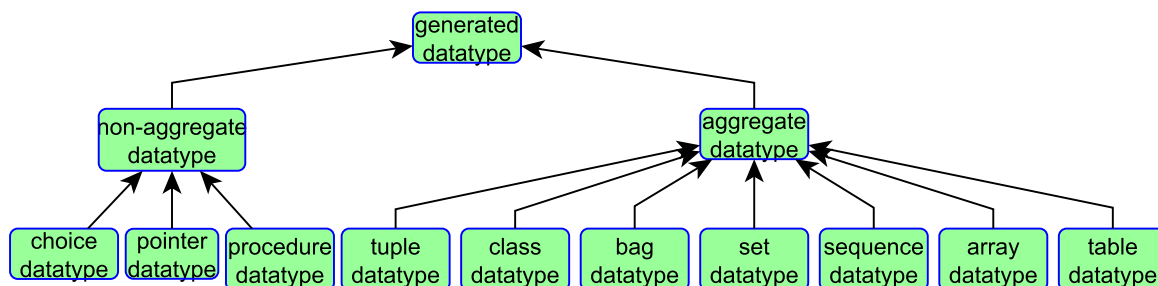 generated
datatype
non-aggregate
datatype
aggregate
datatype
choice
datatype
pointer
datatype
procedure
datatype
tuple
datatype
class
datatype
bag
datatype
set
datatype
sequence
datatype
array
datatype
table
datatype